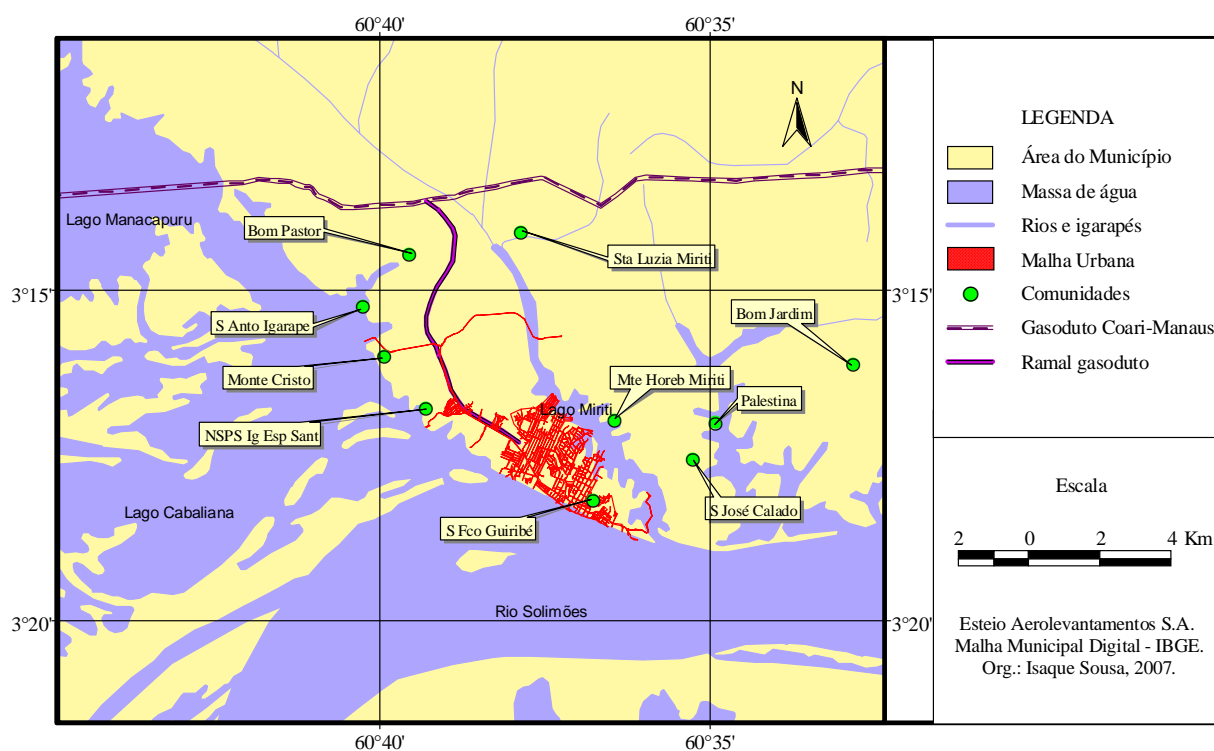 60°40'
60°35'
N
Lago Manacapuru
Bom Pastor
Sta Luzia Miriti
3°15'
3°15'
S Anto Igarape
Bom Jardim
Monte Cristo
Mte Horeb Miriti
Lago Miriti
Palestina
NSPS Ig Esp Sant
Lago Cabaliana
S Fco Guiribé
S José Calado
Rio Solimões
3°20'
3°20'
60°40'
60°35'
LEGENDA
Área do Município
Massa de água
Rios e igarapés
Malha Urbana
Comunidades
Gasoduto Coari-Manaus
Ramal gasoduto
Escala
2 0 2 4 Km
Esteio Aerolevantamentos S.A.
Malha Municipal Digital - IBGE.
Org.: Isaque Sousa, 2007.